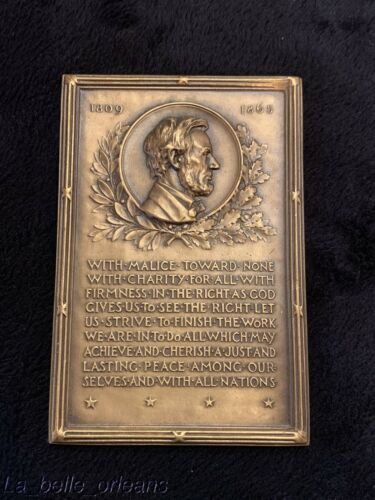 1809 1865
WITH·MALICE·TOWARD·NONE
WITH·CHARITY·FOR·ALL·WITH
FIRMNESS·IN·THE·RIGHT·AS·GOD
GIVES·US·TO·SEE·THE·RIGHT·LET
US·STRIVE·TO·FINISH·THE·WORK
WE·ARE·IN·TO·DO·ALL·WHICH·MAY
ACHIEVE·AND·CHERISH·A·JUST·AND
LASTING·PEACE·AMONG·OUR-
SELVES·AND·WITH·ALL·NATIONS
La_belle_orleans